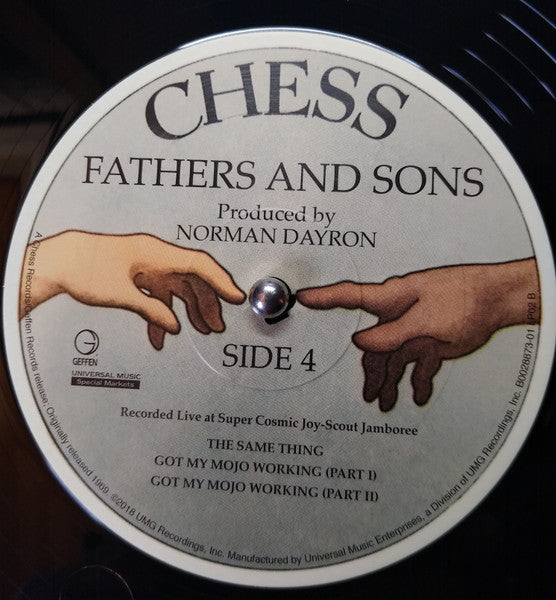 CHESS
FATHERS AND SONS
Produced by
NORMAN DAYRON
SIDE 4
G
GEFFEN
UNIVERSAL MUSIC
Special Markets
Recorded Live at Super Cosmic Joy-Scout Jamboree
THE SAME THING
GOT MY MOJO WORKING (PART I)
GOT MY MOJO WORKING (PART II)
A Chess Records/Geffen Records release; Originally released 1969. ©2018 UMG Recordings, Inc. Manufactured by Universal Music Enterprises, a Division of UMG Recordings, Inc. B0028873-01 LP02 B